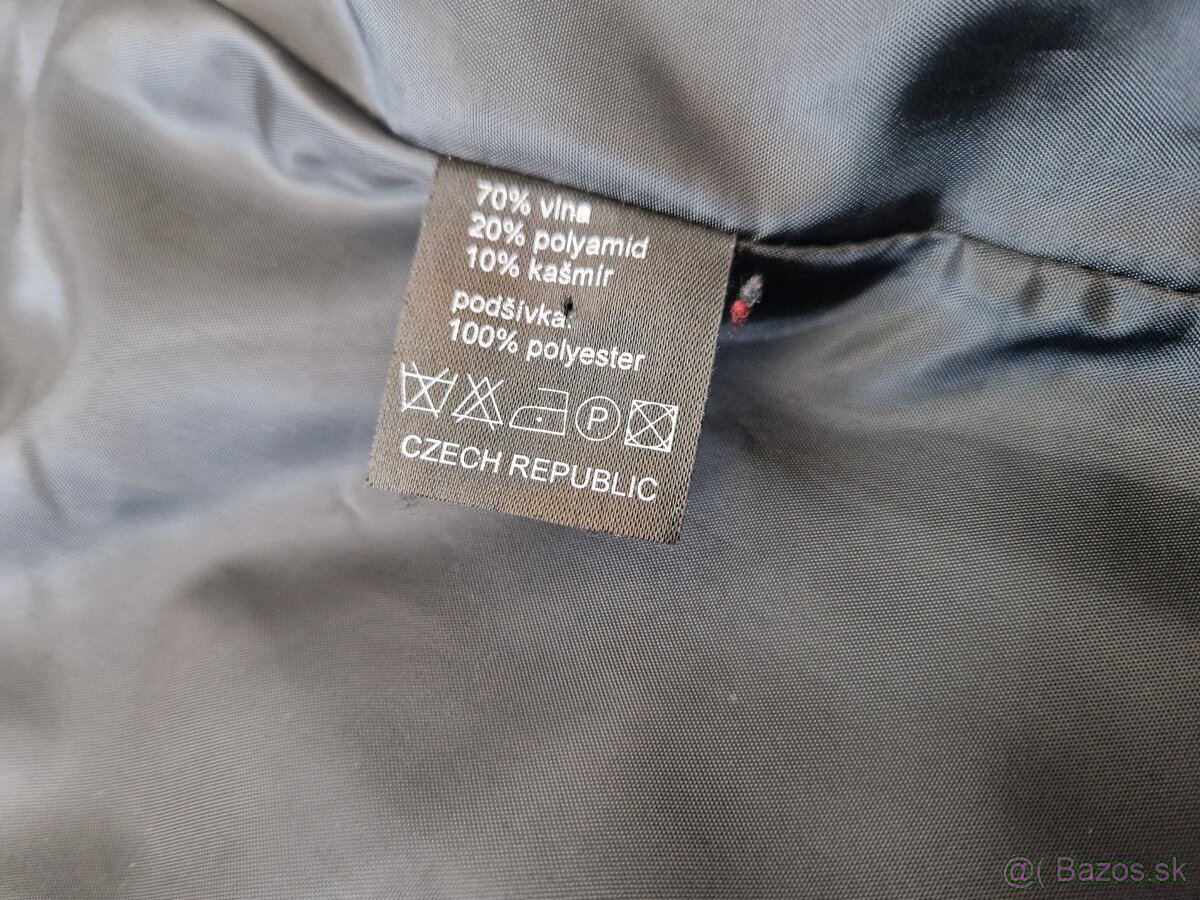 70% vlna
20% polyamid
10% kašmír
podšívka:
100% polyester
P
CZECH REPUBLIC
@( Bazos.sk